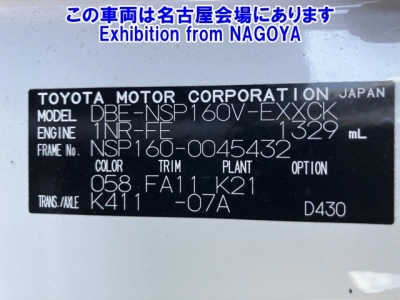 この車両は名古屋会場にあります
Exhibition from NAGOYA
TOYOTA MOTOR CORPORATION JAPAN
MODEL DBE-NSP160V-EXXCK
ENGINE 1NR-FE 1329 mL
FRAME No. NSP160-0045432
COLOR TRIM PLANT OPTION
058 FA11 K21
TRANS./AXLE K411 -07A D430